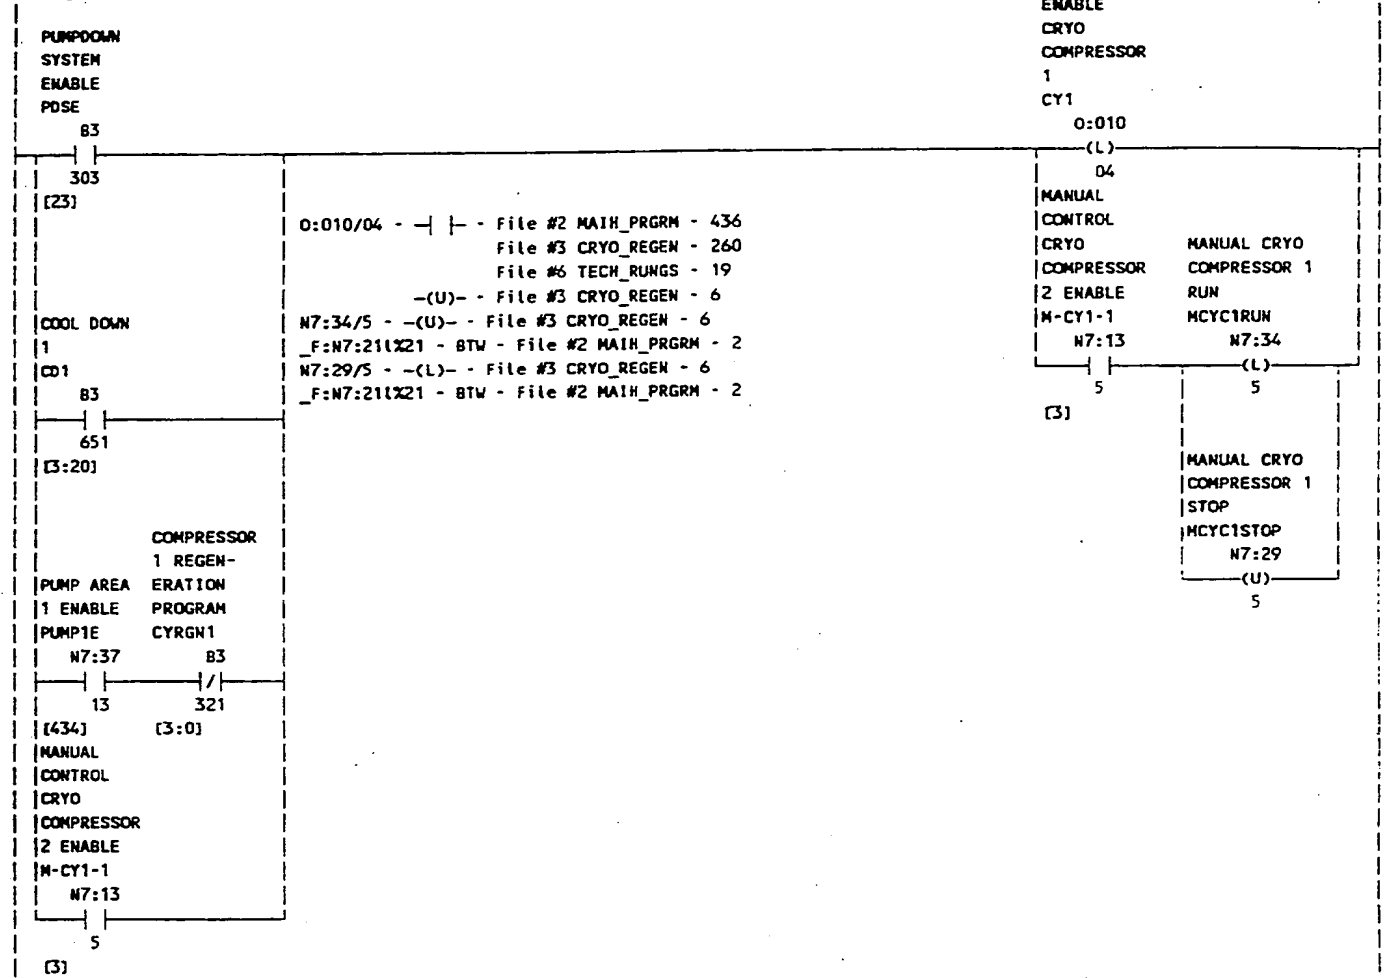 ENABLE
CRYO
COMPRESSOR
1
CY1
O:010
(L)
04
PUMPDOWN
SYSTEM
ENABLE
PDSE
B3
303
[23]
O:010/04 - —| |— - File #2 MAIN_PRGRM - 436
File #3 CRYO_REGEN - 260
File #6 TECH_RUNGS - 19
—(U)— - File #3 CRYO_REGEN - 6
N7:34/5 - —(U)— - File #3 CRYO_REGEN - 6
_F:N7:211%21 - BTW - File #2 MAIN_PRGRM - 2
N7:29/5 - —(L)— - File #3 CRYO_REGEN - 6
_F:N7:211%21 - BTW - File #2 MAIN_PRGRM - 2
MANUAL
CONTROL
CRYO
COMPRESSOR
2 ENABLE
M-CY1-1
N7:13
5
[3]
MANUAL CRYO
COMPRESSOR 1
RUN
MCYC1RUN
N7:34
(L)
5
MANUAL CRYO
COMPRESSOR 1
STOP
MCYC1STOP
N7:29
(U)
5
COOL DOWN
1
CD1
B3
651
[3:20]
PUMP AREA
1 ENABLE
PUMP1E
N7:37
13
[434]
COMPRESSOR
1 REGEN-
ERATION
PROGRAM
CYRGN1
B3
321
[3:0]
MANUAL
CONTROL
CRYO
COMPRESSOR
2 ENABLE
M-CY1-1
N7:13
5
[3]